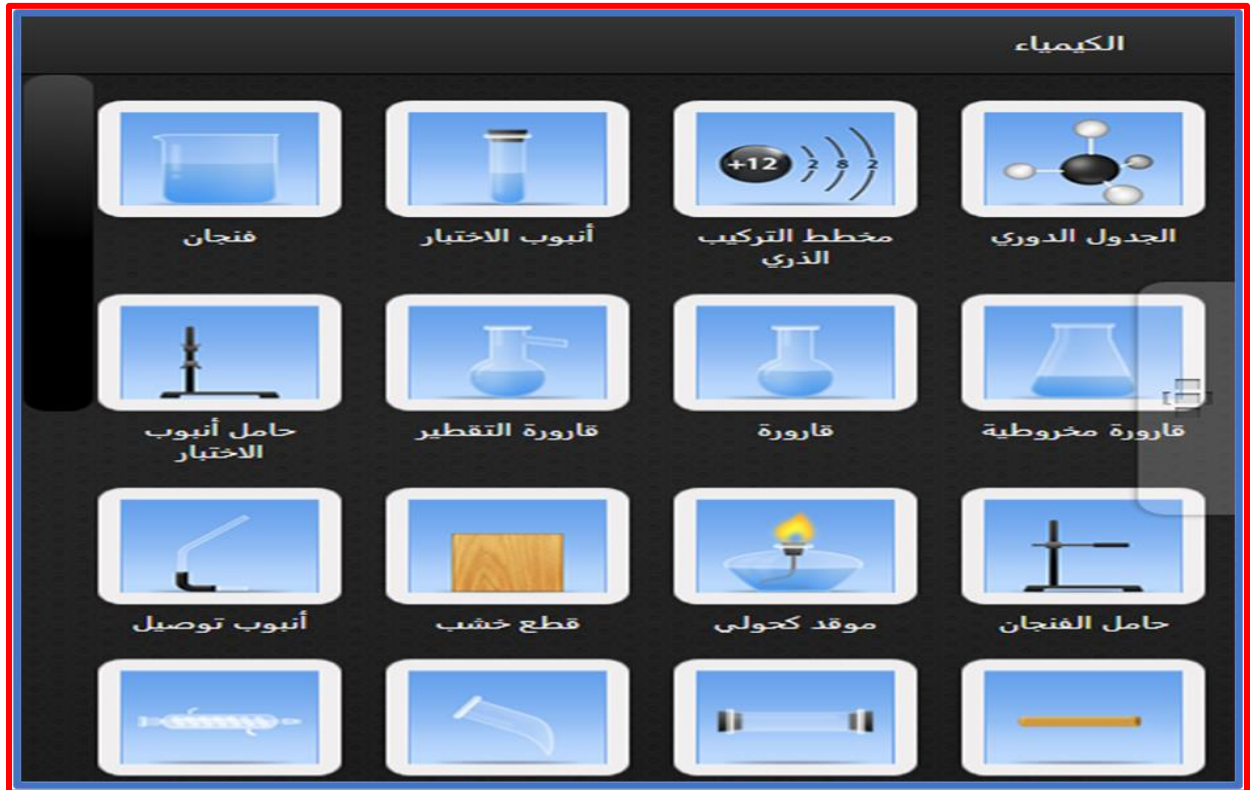 الكيمياء
+12 2 8 2
الجدول الدوري
مخطط التركيب
الذري
أنبوب الاختبار
فنجان
قارورة مخروطية
قارورة
قارورة التقطير
حامل أنبوب
الاختبار
حامل الفنجان
موقد كحولي
قطع خشب
أنبوب توصيل